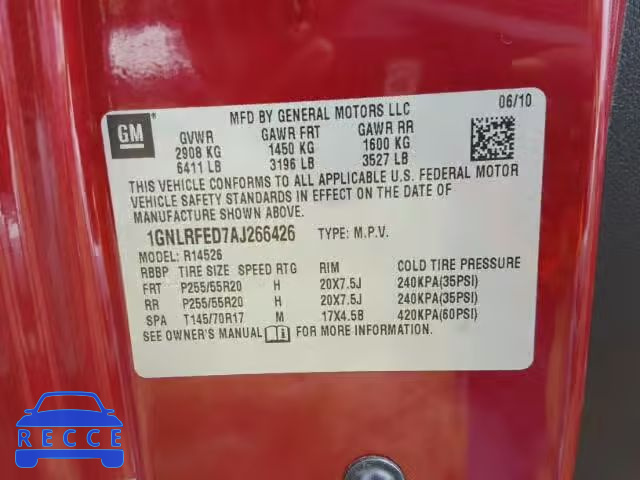 MFD BY GENERAL MOTORS LLC 06/10
GM
GVWR GAWR FRT GAWR RR
2908 KG 1450 KG 1600 KG
6411 LB 3196 LB 3527 LB
THIS VEHICLE CONFORMS TO ALL APPLICABLE U.S. FEDERAL MOTOR
VEHICLE SAFETY STANDARDS IN EFFECT ON THE DATE OF
MANUFACTURE SHOWN ABOVE.
1GNLRFED7AJ266426 TYPE: M.P.V.
MODEL: R14526
RBBP TIRE SIZE SPEED RTG RIM COLD TIRE PRESSURE
FRT P255/55R20 H 20X7.5J 240KPA(35PSI)
RR P255/55R20 H 20X7.5J 240KPA(35PSI)
SPA T145/70R17 M 17X4.5B 420KPA(60PSI)
SEE OWNER'S MANUAL FOR MORE INFORMATION.
RECCE